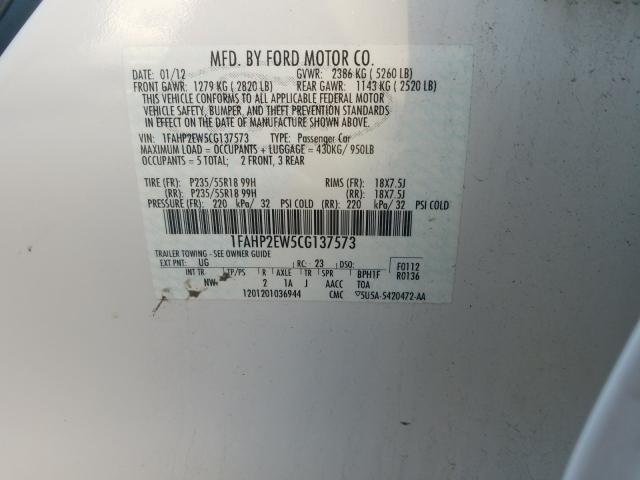 MFD. BY FORD MOTOR CO.
DATE: 01/12 GVWR: 2386 KG ( 5260 LB)
FRONT GAWR: 1279 KG ( 2820 LB) REAR GAWR: 1143 KG ( 2520 LB)
THIS VEHICLE CONFORMS TO ALL APPLICABLE FEDERAL MOTOR
VEHICLE SAFETY, BUMPER, AND THEFT PREVENTION STANDARDS
IN EFFECT ON THE DATE OF MANUFACTURE SHOWN ABOVE.
VIN: 1FAHP2EW5CG137573 TYPE: Passenger Car
MAXIMUM LOAD = OCCUPANTS + LUGGAGE = 430KG/ 950LB
OCCUPANTS = 5 TOTAL: 2 FRONT, 3 REAR
TIRE (FR): P235/55R18 99H RIMS (FR): 18X7.5J
(RR): P235/55R18 99H (RR): 18X7.5J
PRESSURE (FR): 220 kPa/ 32 PSI COLD (RR): 220 kPa/ 32 PSI COLD
1FAHP2EW5CG137573
TRAILER TOWING - SEE OWNER GUIDE
EXT PNT: UG RC: 23 DSO: F0112
R0136
INT TR TP/PS R AXLE TR SPR BPH1F
NW 2 1A J AACC TOA
1201201036944 CMC 5U5A-5420472-AA